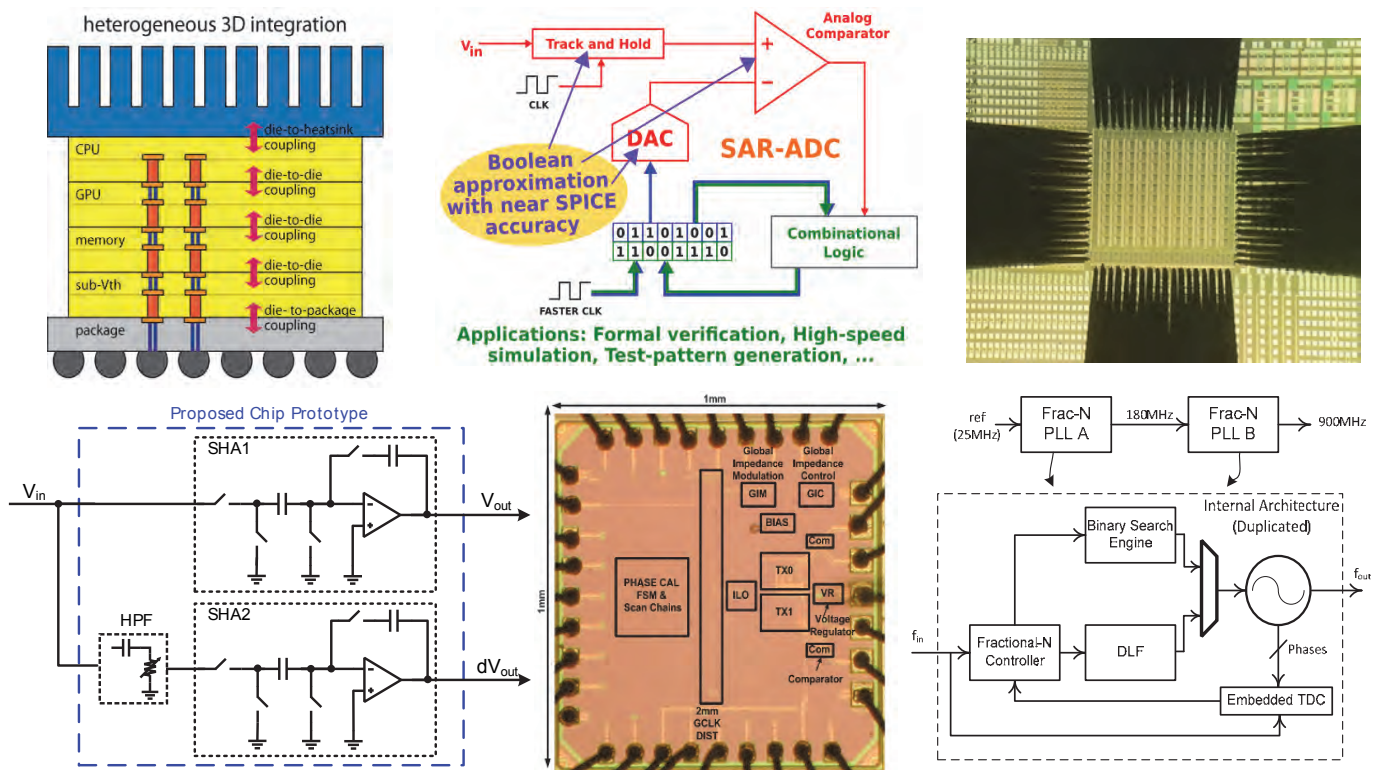 heterogeneous 3D integration
die-to-heatsink
coupling
CPU
die-to-die
coupling
GPU
die-to-die
coupling
memory
die-to-die
coupling
sub-Vth
die- to-package
coupling
package
Analog
Comparator
Vin
Track and Hold
+
CLK
−
DAC
SAR-ADC
Boolean
approximation
with near SPICE
accuracy
0 1 1 0 1 0 0 1
1 1 0 0 1 1 1 0
Combinational
Logic
FASTER CLK
Applications: Formal verification, High-speed
simulation, Test-pattern generation, ...
Proposed Chip Prototype
SHA1
Vin
-
+
Vout
HPF
SHA2
-
+
dVout
1mm
1mm
Global
Impedance
Modulation
Global
Impedance
Control
GIM
GIC
BIAS
Com
PHASE CAL
FSM &
Scan Chains
ILO
TX0
TX1
VR
Voltage
Regulator
Com
Comparator
2mm
GCLK
DIST
ref
(25MHz)
Frac-N
PLL A
180MHz
Frac-N
PLL B
900MHz
Internal Architecture
(Duplicated)
Binary Search
Engine
fout
fin
Fractional-N
Controller
DLF
Phases
Embedded TDC